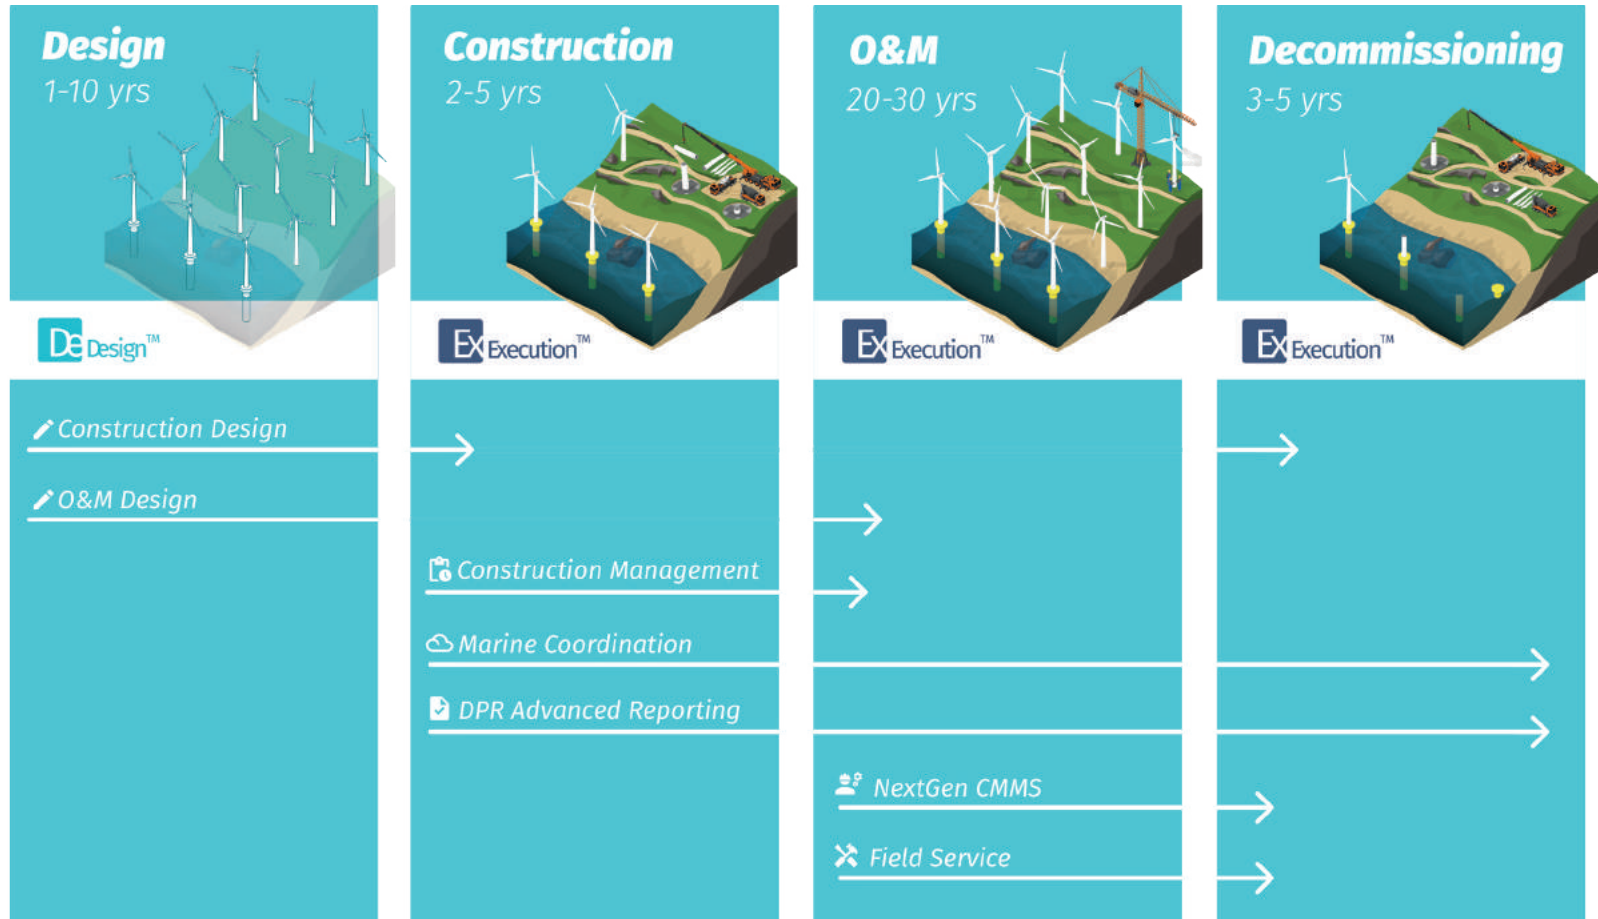 Design
1-10 yrs
Construction
2-5 yrs
O&M
20-30 yrs
Decommissioning
3-5 yrs
De Design™
Ex Execution™
Ex Execution™
Ex Execution™
Construction Design
O&M Design
Construction Management
Marine Coordination
DPR Advanced Reporting
NextGen CMMS
Field Service